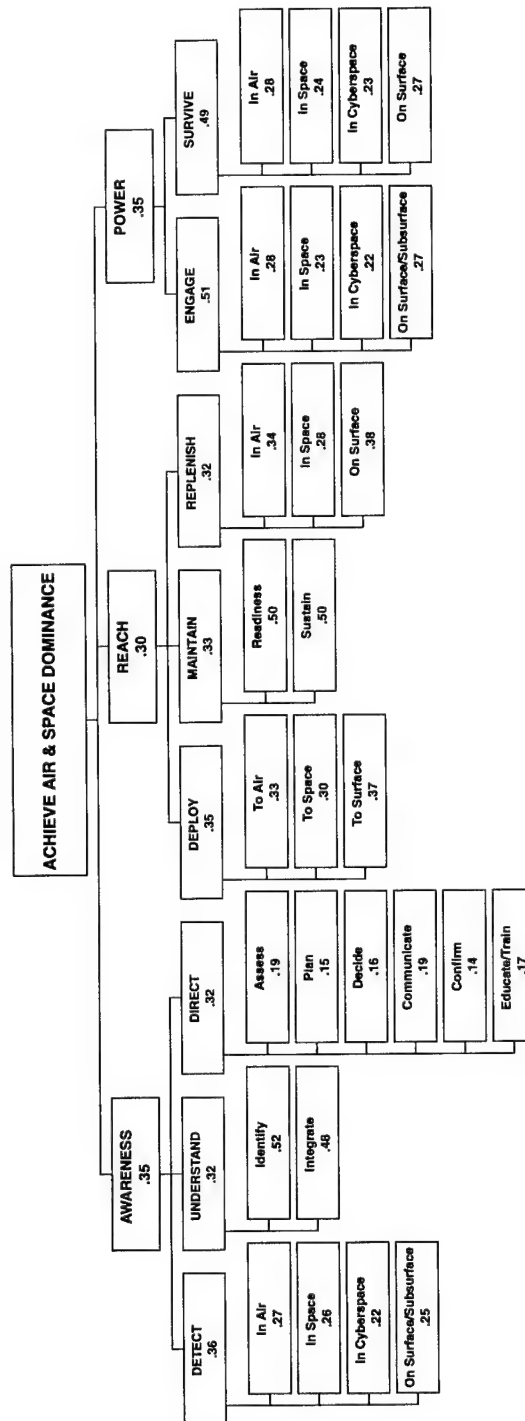 ACHIEVE AIR & SPACE DOMINANCE
AWARENESS
.35
REACH
.30
POWER
.35
DETECT
.36
UNDERSTAND
.32
DIRECT
.32
DEPLOY
.35
MAINTAIN
.33
REPLENISH
.32
ENGAGE
.51
SURVIVE
.49
In Air
.27
In Space
.26
In Cyberspace
.22
On Surface/Subsurface
.25
Identify
.52
Integrate
.48
Assess
.19
Plan
.15
Decide
.16
Communicate
.19
Confirm
.14
Educate/Train
.17
To Air
.33
To Space
.30
To Surface
.37
Readiness
.50
Sustain
.50
In Air
.34
In Space
.28
On Surface
.38
In Air
.28
In Space
.23
In Cyberspace
.22
On Surface/Subsurface
.27
In Air
.28
In Space
.24
In Cyberspace
.23
On Surface
.27